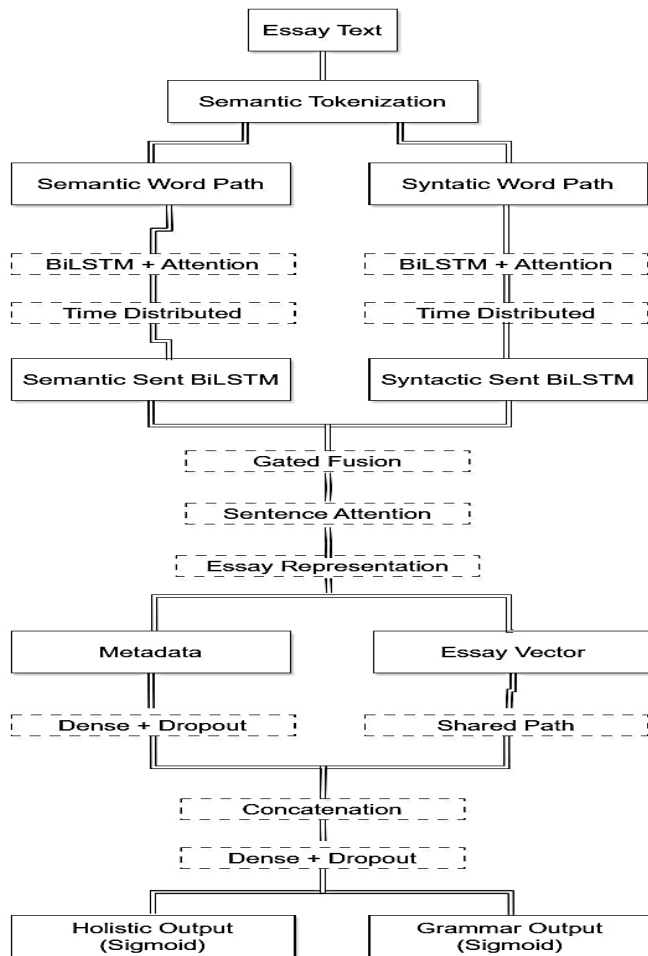 Essay Text
Semantic Tokenization
Semantic Word Path
Syntatic Word Path
BiLSTM + Attention
BiLSTM + Attention
Time Distributed
Time Distributed
Semantic Sent BiLSTM
Syntactic Sent BiLSTM
Gated Fusion
Sentence Attention
Essay Representation
Metadata
Essay Vector
Dense + Dropout
Shared Path
Concatenation
Dense + Dropout
Holistic Output
(Sigmoid)
Grammar Output
(Sigmoid)